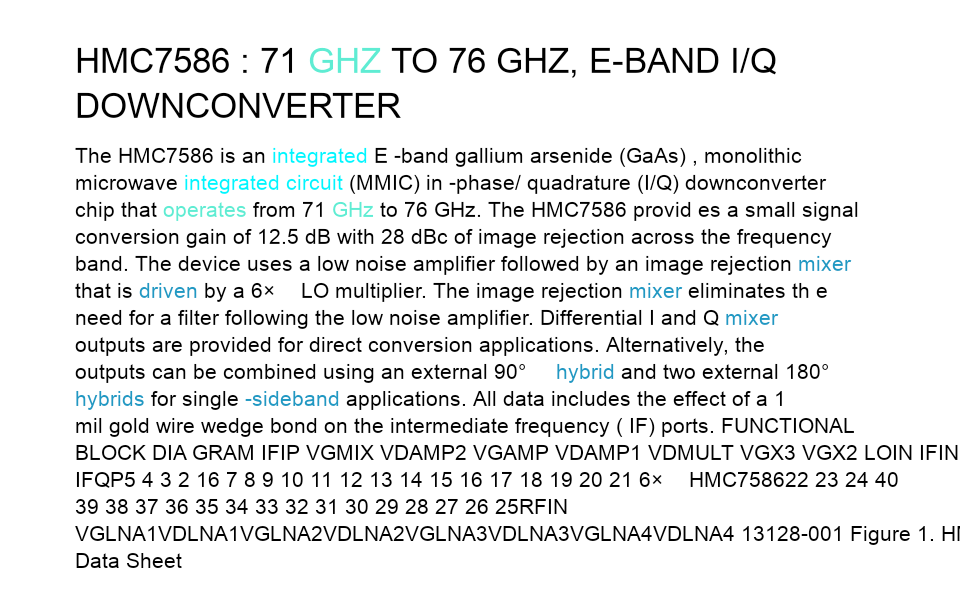 HMC7586 : 71 GHZ TO 76 GHZ, E-BAND I/Q
DOWNCONVERTER
The HMC7586 is an integrated E -band gallium arsenide (GaAs) , monolithic
microwave integrated circuit (MMIC) in -phase/ quadrature (I/Q) downconverter
chip that operates from 71 GHz to 76 GHz. The HMC7586 provid es a small signal
conversion gain of 12.5 dB with 28 dBc of image rejection across the frequency
band. The device uses a low noise amplifier followed by an image rejection mixer
that is driven by a 6× LO multiplier. The image rejection mixer eliminates th e
need for a filter following the low noise amplifier. Differential I and Q mixer
outputs are provided for direct conversion applications. Alternatively, the
outputs can be combined using an external 90° hybrid and two external 180°
hybrids for single -sideband applications. All data includes the effect of a 1
mil gold wire wedge bond on the intermediate frequency ( IF) ports. FUNCTIONAL
BLOCK DIA GRAM IFIP VGMIX VDAMP2 VGAMP VDAMP1 VDMULT VGX3 VGX2 LOIN IFIN
IFQP5 4 3 2 16 7 8 9 10 11 12 13 14 15 16 17 18 19 20 21 6× HMC758622 23 24 40
39 38 37 36 35 34 33 32 31 30 29 28 27 26 25RFIN
VGLNA1VDLNA1VGLNA2VDLNA2VGLNA3VDLNA3VGLNA4VDLNA4 13128-001 Figure 1. H
Data Sheet